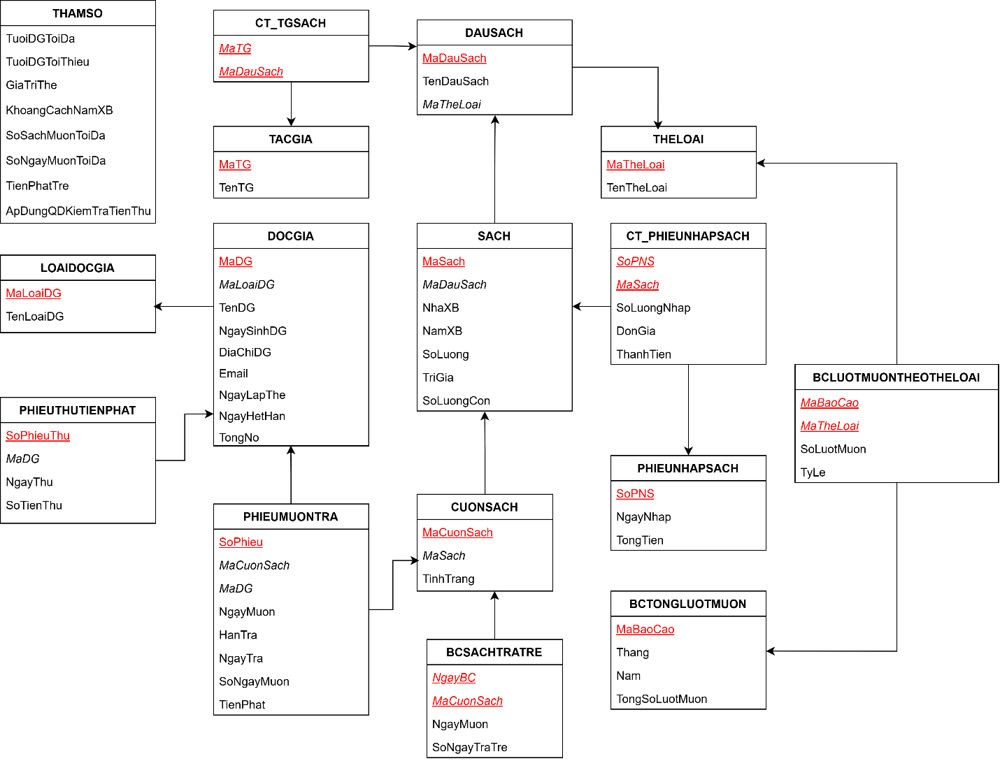 THAMSO
TuoiDGToiDa
TuoiDGToiThieu
GiaTriThe
KhoangCachNamXB
SoSachMuonToiDa
SoNgayMuonToiDa
TienPhatTre
ApDungQDKiemTraTienThu
CT_TGSACH
MaTG
MaDauSach
DAUSACH
MaDauSach
TenDauSach
MaTheLoai
TACGIA
MaTG
TenTG
THELOAI
MaTheLoai
TenTheLoai
LOAIDOCGIA
MaLoaiDG
TenLoaiDG
DOCGIA
MaDG
MaLoaiDG
TenDG
NgaySinhDG
DiaChiDG
Email
NgayLapThe
NgayHetHan
TongNo
SACH
MaSach
MaDauSach
NhaXB
NamXB
SoLuong
TriGia
SoLuongCon
CT_PHIEUNHAPSACH
SoPNS
MaSach
SoLuongNhap
DonGia
ThanhTien
BCLUOTMUONTHEOTHELOAI
MaBaoCao
MaTheLoai
SoLuotMuon
TyLe
PHIEUTHUTIENPHAT
SoPhieuThu
MaDG
NgayThu
SoTienThu
PHIEUNHAPSACH
SoPNS
NgayNhap
TongTien
PHIEUMUONTRA
SoPhieu
MaCuonSach
MaDG
NgạyMuon
HanTra
NgayTra
SoNgayMuon
TienPhat
CUONSACH
MaCuonSach
MaSach
TinhTrang
BCTONGLUOTMUON
MaBaoCao
Thang
Nam
TongSoLuotMuon
BCSACHTRATRE
NgayBC
MaCuonSach
NgayMuon
SoNgayTraTre